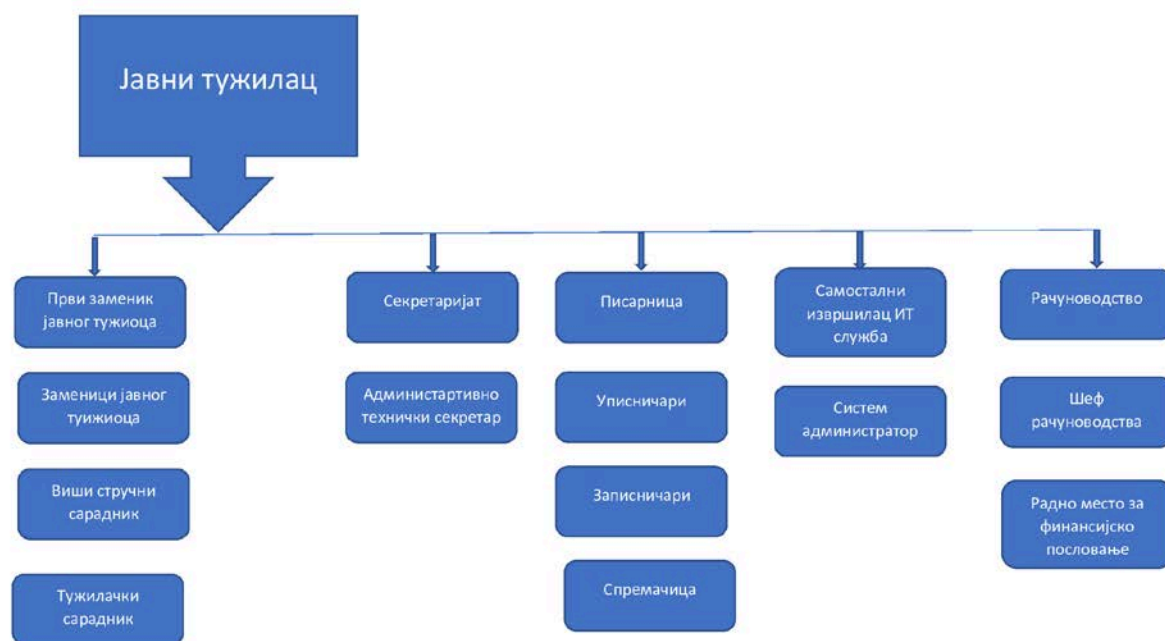 Јавни тужилац
Први заменик
јавног тужиоца
Заменици јавног
туижиоца
Виши стручни
сарадник
Тужилачки
сарадник
Секретаријат
Администартивно
технички секретар
Писарница
Уписничари
Записничари
Спремачица
Самостални
извршилац ИТ
служба
Систем
администратор
Рачуноводство
Шеф
рачуноводства
Радно место за
финансијско
пословање